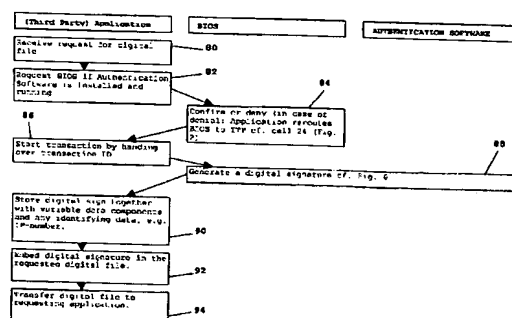 (Third Party) Application
BIOS
AUTHENTICATION SOFTWARE
Receive request for digital
file
80
Request BIOS if Authentication
Software is installed and
running
82
84
Confirm or deny (in case of
denial: Application reroutes
BIOS to TTP cf. call 24 (Fig.
2)
86
Start transaction by handing
over transaction ID
88
Generate a digital signature cf. Fig. 6
Store digital sign together
with variable data components
and any identifying data, e.g.
IP-number.
90
Embed digital signature in the
requested digital file.
92
Transfer digital file to
requesting application.
94